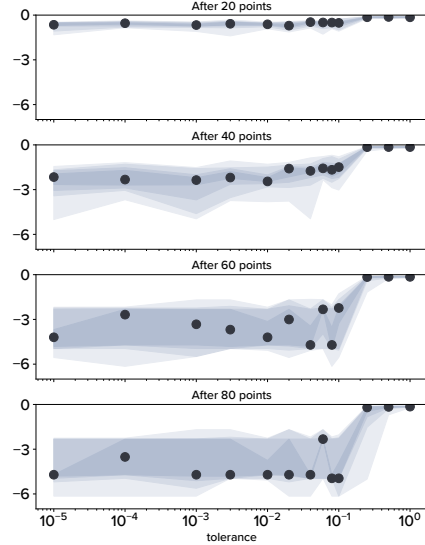 After 20 points
0
−3
−6
After 40 points
0
−3
−6
After 60 points
0
−3
−6
After 80 points
0
−3
−6
10⁻⁵ 10⁻⁴ 10⁻³ 10⁻² 10⁻¹ 10⁰
tolerance